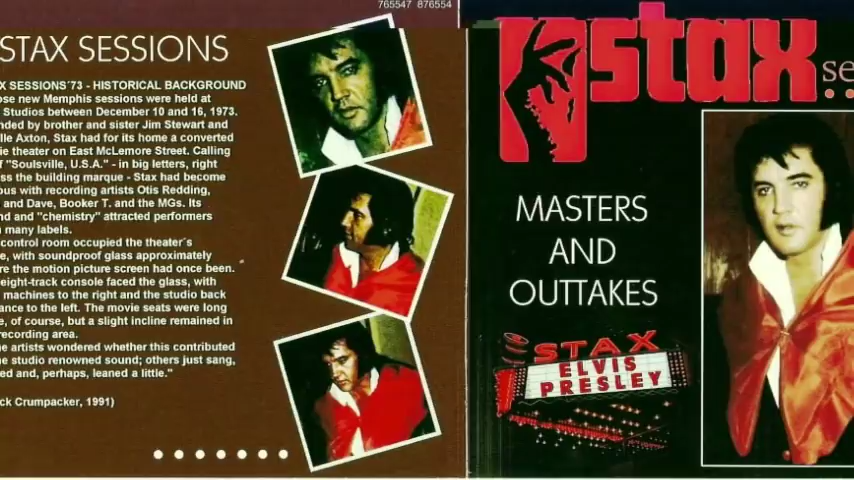 765547 876554
STAX SESSIONS
X SESSIONS'73 - HISTORICAL BACKGROUND
ose new Memphis sessions were held at
Studios between December 10 and 16, 1973.
nded by brother and sister Jim Stewart and
lle Axton, Stax had for its home a converted
ie theater on East McLemore Street. Calling
f "Soulsville, U.S.A." - in big letters, right
ss the building marque - Stax had become
ous with recording artists Otis Redding,
and Dave, Booker T. and the MGs. Its
nd and "chemistry" attracted performers
many labels.
control room occupied the theater's
e, with soundproof glass approximately
re the motion picture screen had once been.
eight-track console faced the glass, with
machines to the right and the studio back
ance to the left. The movie seats were long
e, of course, but a slight incline remained in
recording area.
e artists wondered whether this contributed
he studio renowned sound; others just sang,
ed and, perhaps, leaned a little."
ck Crumpacker, 1991)
stax
se
MASTERS
AND
OUTTAKES
STAX
ELVIS
PRESLEY